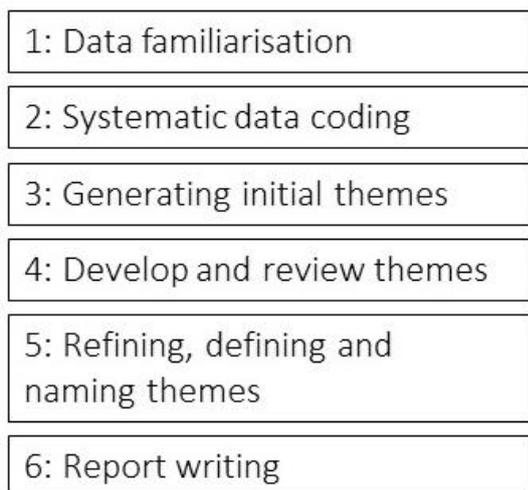 1: Data familiarisation
2: Systematic data coding
3: Generating initial themes
4: Develop and review themes
5: Refining, defining and
naming themes
6: Report writing